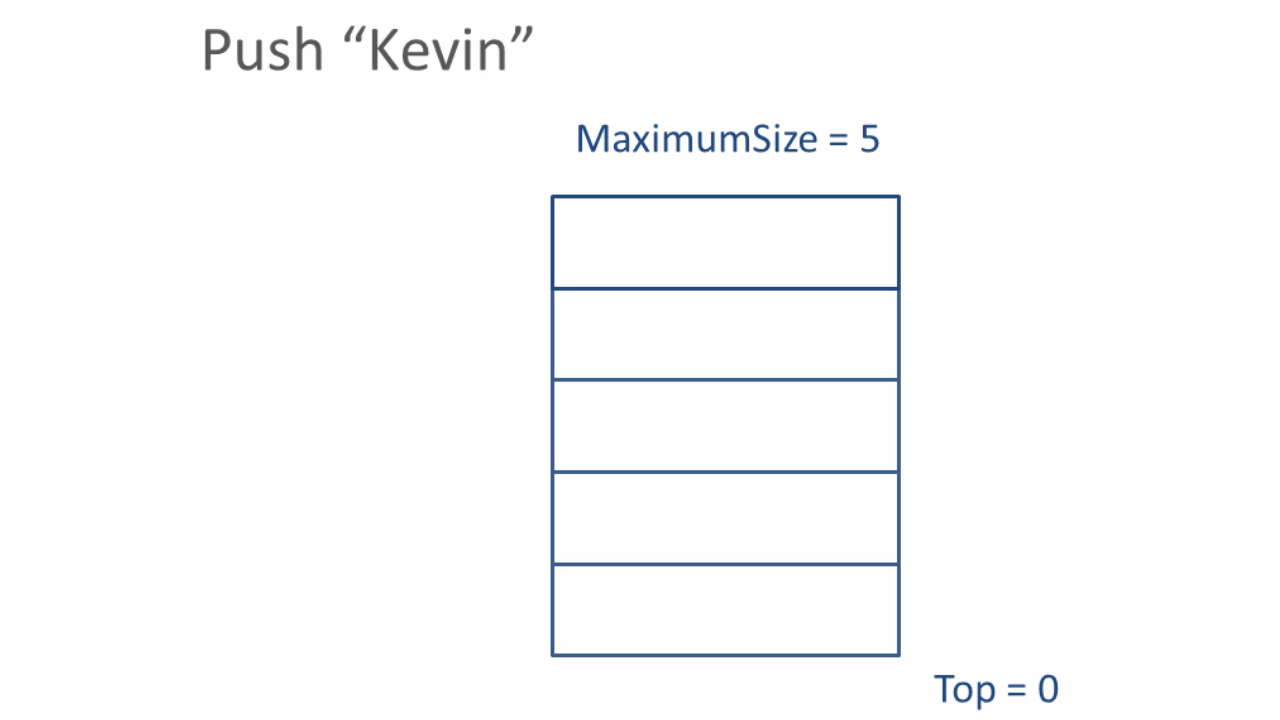 Push “Kevin”
MaximumSize = 5
Top = 0